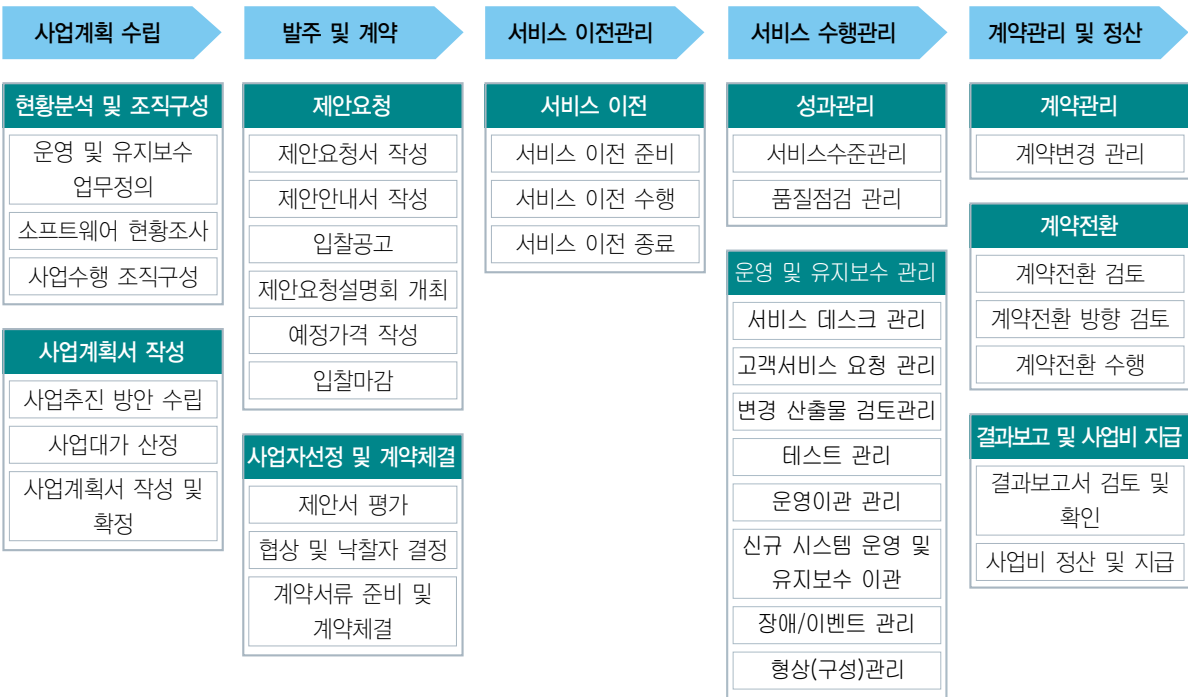 사업계획 수립
발주 및 계약
서비스 이전관리
서비스 수행관리
계약관리 및 정산
현황분석 및 조직구성
운영 및 유지보수
업무정의
소프트웨어 현황조사
사업수행 조직구성
사업계획서 작성
사업추진 방안 수립
사업대가 산정
사업계획서 작성 및
확정
제안요청
제안요청서 작성
제안안내서 작성
입찰공고
제안요청설명회 개최
예정가격 작성
입찰마감
사업자선정 및 계약체결
제안서 평가
협상 및 낙찰자 결정
계약서류 준비 및
계약체결
서비스 이전
서비스 이전 준비
서비스 이전 수행
서비스 이전 종료
성과관리
서비스수준관리
품질점검 관리
운영 및 유지보수 관리
서비스 데스크 관리
고객서비스 요청 관리
변경 산출물 검토관리
테스트 관리
운영이관 관리
신규 시스템 운영 및
유지보수 이관
장애/이벤트 관리
형상(구성)관리
계약관리
계약변경 관리
계약전환
계약전환 검토
계약전환 방향 검토
계약전환 수행
결과보고 및 사업비 지급
결과보고서 검토 및
확인
사업비 정산 및 지급